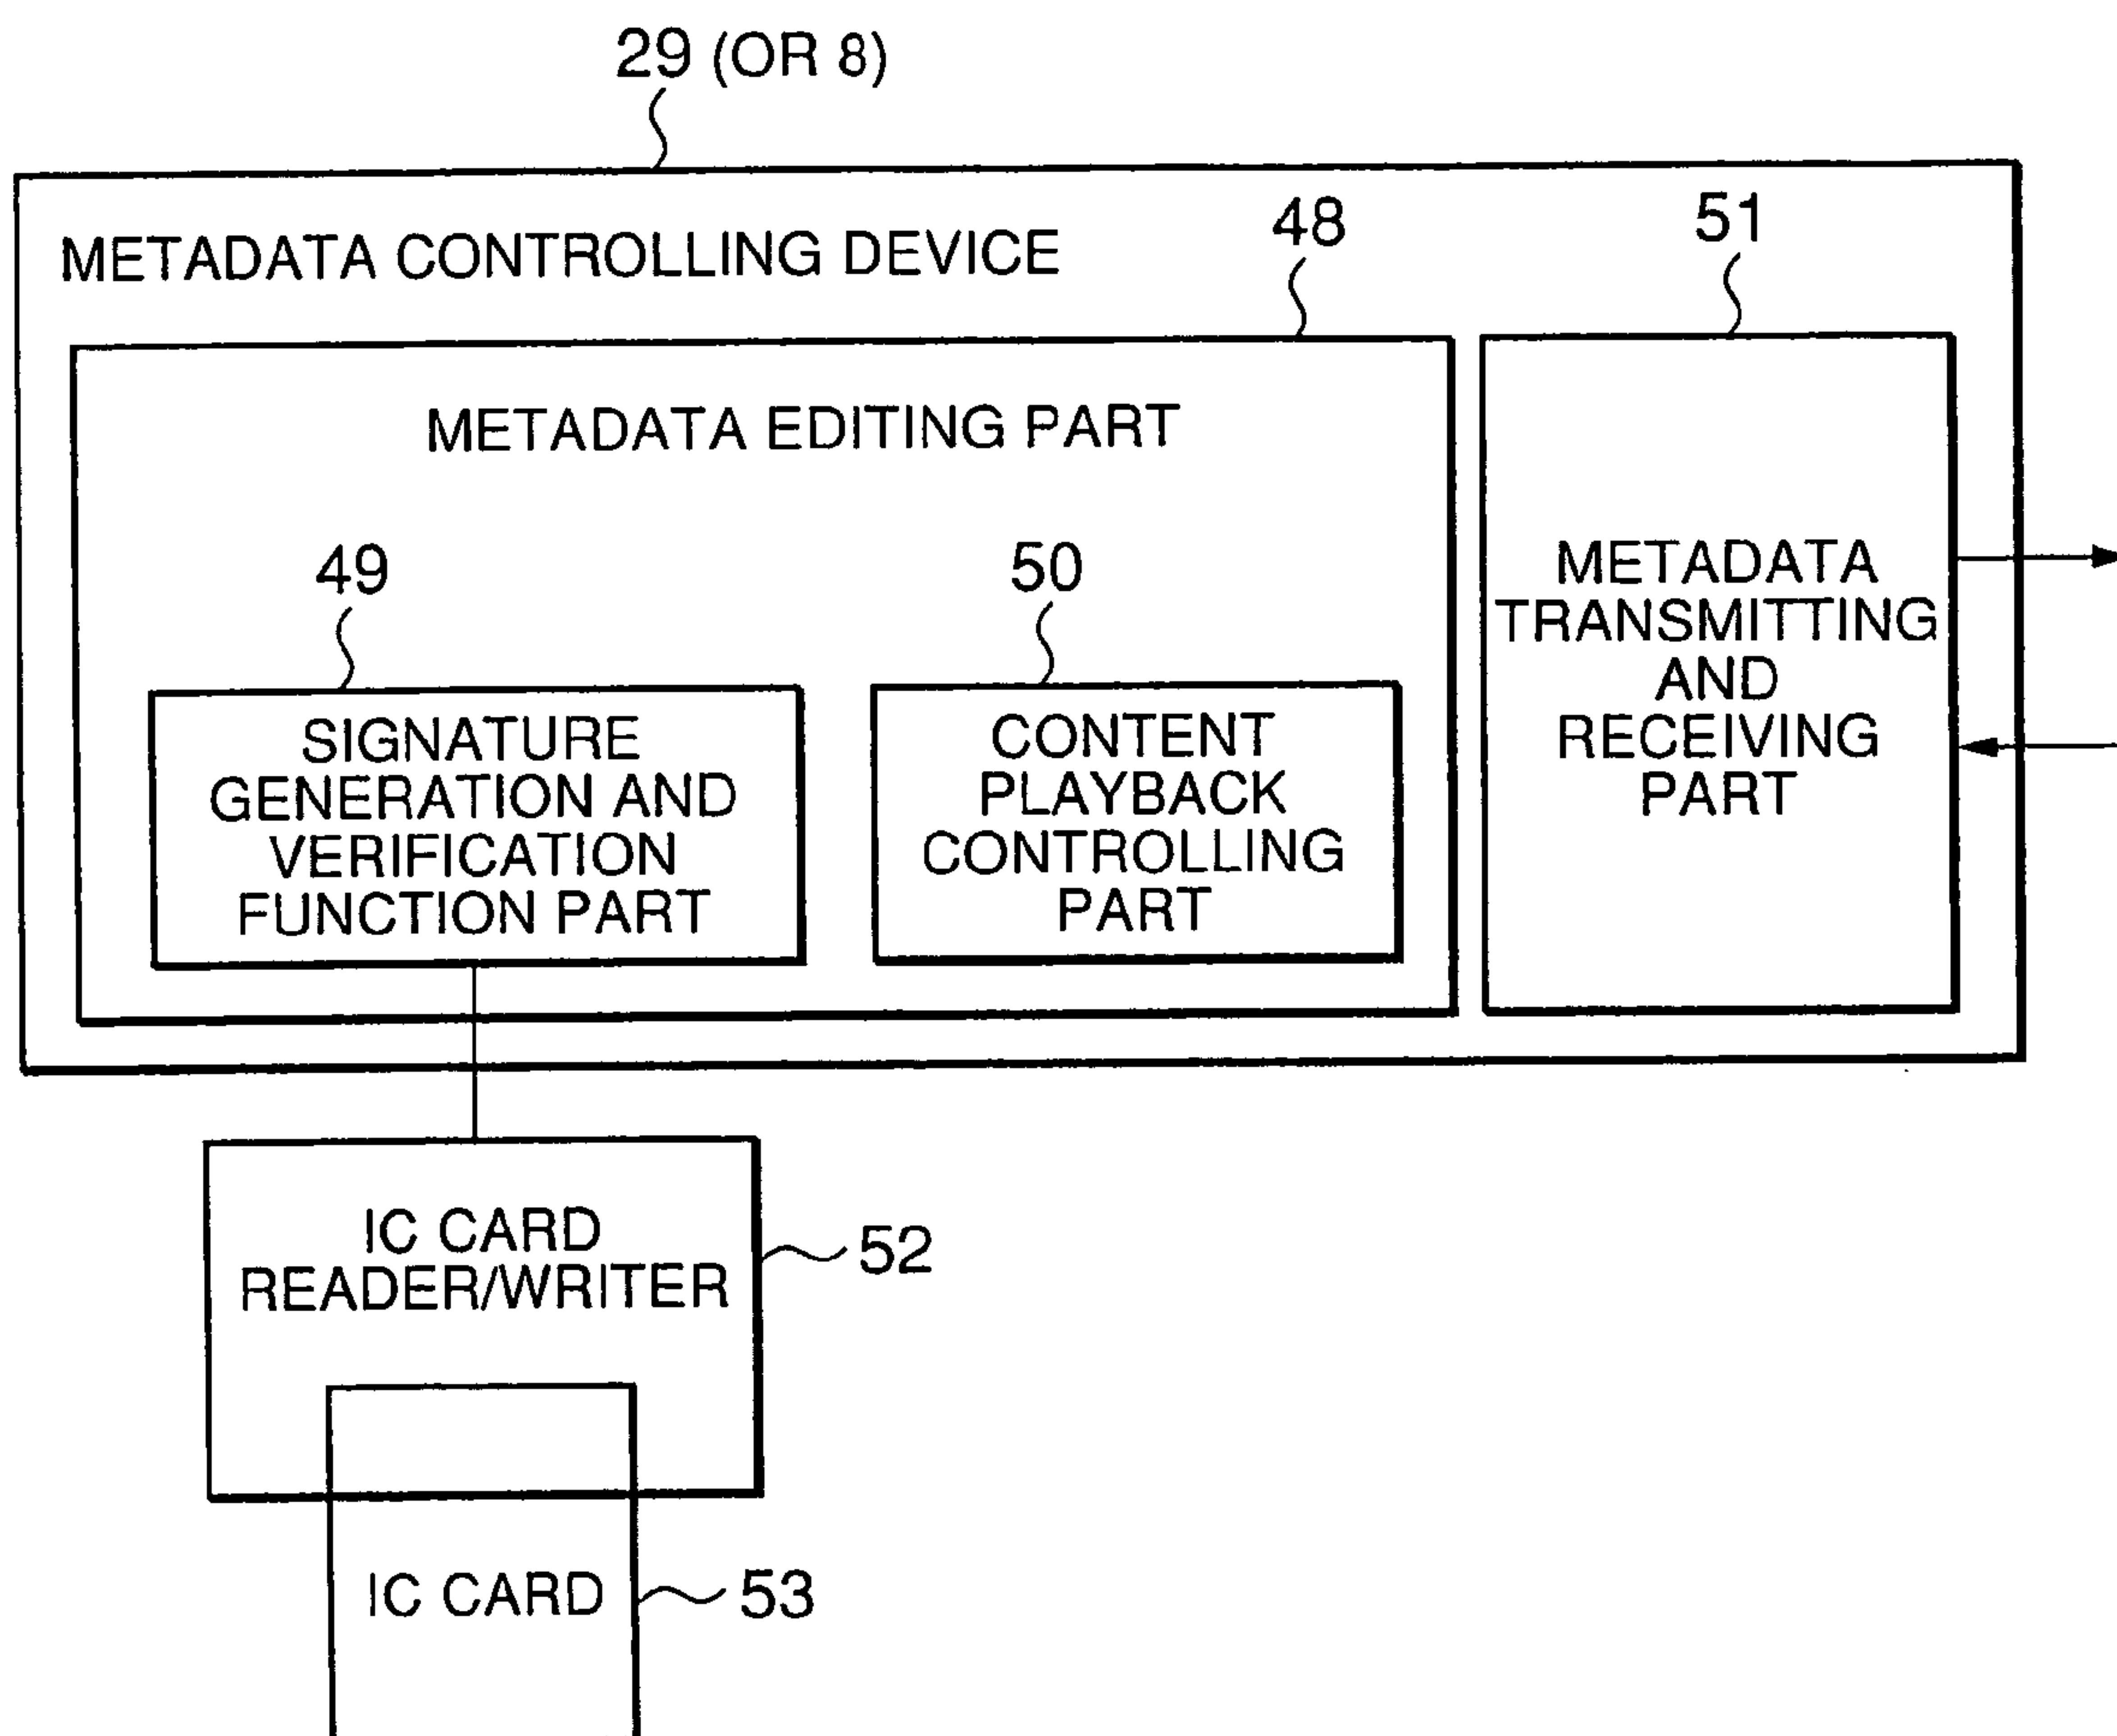 29 (OR 8)
METADATA CONTROLLING DEVICE
48
51
METADATA EDITING PART
49
50
SIGNATURE
GENERATION AND
VERIFICATION
FUNCTION PART
CONTENT
PLAYBACK
CONTROLLING
PART
METADATA
TRANSMITTING
AND
RECEIVING
PART
IC CARD
READER/WRITER
52
IC CARD
53